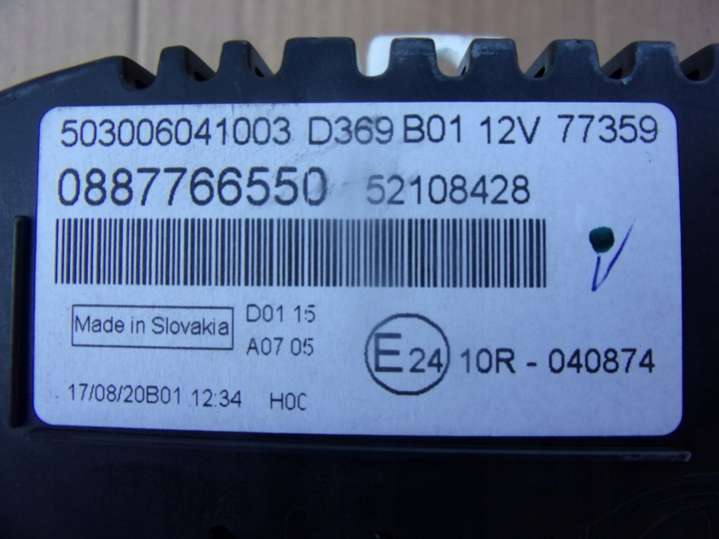 503006041003 D369 B01 12V 77359
0887766550 52108428
Made in Slovakia
D01 15
A07 05
E24 10R - 040874
17/08/20B01 12:34 H00